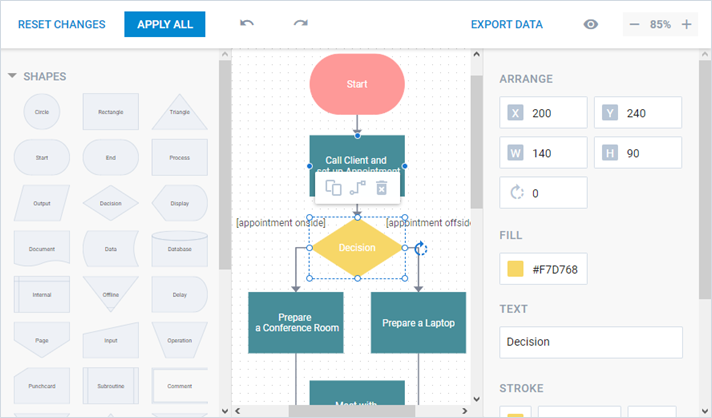 RESET CHANGES
APPLY ALL
EXPORT DATA
85%
SHAPES
Circle
Rectangle
Triangle
Start
End
Process
Output
Decision
Display
Document
Data
Database
Internal
Offline
Delay
Page
Input
Operation
Punchcard
Subroutine
Comment
Start
Call Client and
set up Appointment
[appointment onside]
[appointment offside
Decision
Prepare
a Conference Room
Prepare a Laptop
Meet with
ARRANGE
X 200
Y 240
W 140
H 90
0
FILL
#F7D768
TEXT
Decision
STROKE